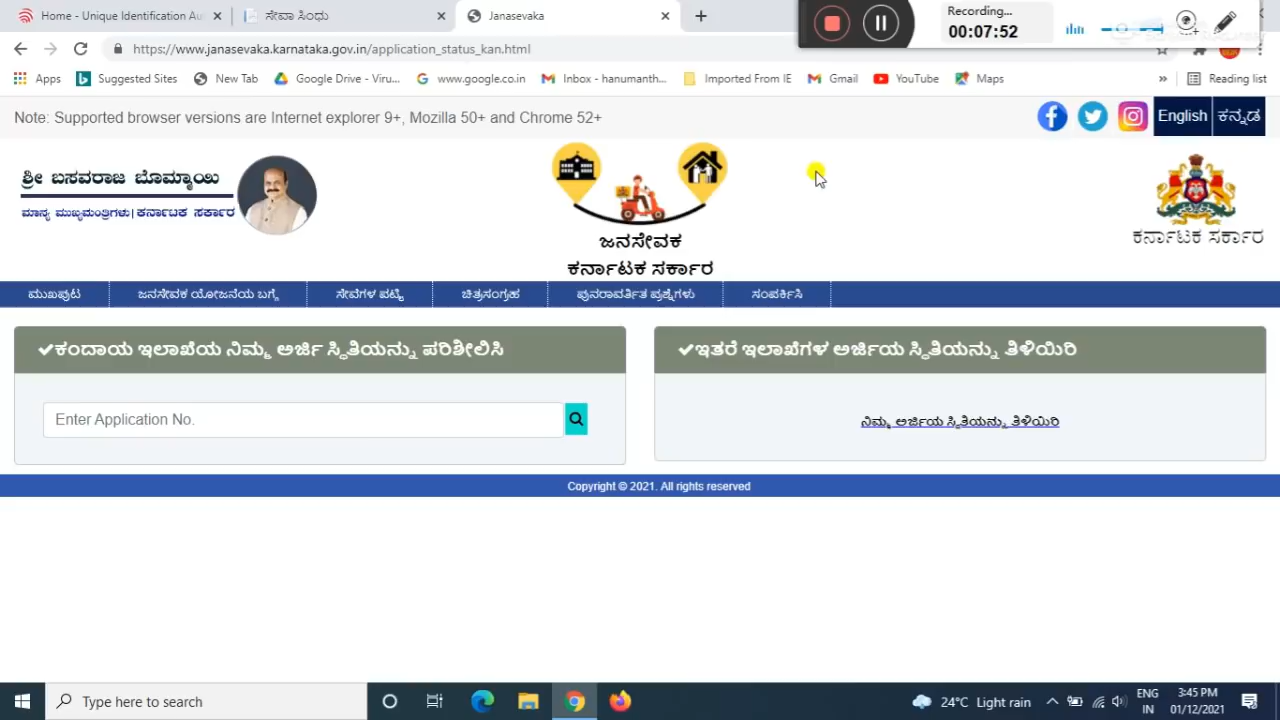 Home - Unique Identification Au
ಸೇವಾ ಸಿಂಧು
Janasevaka
Recording...
00:07:52
https://www.janasevaka.karnataka.gov.in/application_status_kan.html
Apps
Suggested Sites
New Tab
Google Drive - Viru...
www.google.co.in
Inbox - hanumanth...
Imported From IE
Gmail
YouTube
Maps
»
Reading list
Note: Supported browser versions are Internet explorer 9+, Mozilla 50+ and Chrome 52+
English
ಕನ್ನಡ
ಶ್ರೀ ಬಸವರಾಜ ಬೊಮ್ಮಾಯಿ
ಮಾನ್ಯ ಮುಖ್ಯಮಂತ್ರಿಗಳು| ಕರ್ನಾಟಕ ಸರ್ಕಾರ
ಜನಸೇವಕ
ಕರ್ನಾಟಕ ಸರ್ಕಾರ
ಕರ್ನಾಟಕ ಸರ್ಕಾರ
ಮುಖಪುಟ
ಜನಸೇವಕ ಯೋಜನೆಯ ಬಗ್ಗೆ
ಸೇವೆಗಳ ಪಟ್ಟಿ
ಚಿತ್ರಸಂಗ್ರಹ
ಪುನರಾವರ್ತಿತ ಪ್ರಶ್ನೆಗಳು
ಸಂಪರ್ಕಿಸಿ
ಕಂದಾಯ ಇಲಾಖೆಯ ನಿಮ್ಮ ಅರ್ಜಿ ಸ್ಥಿತಿಯನ್ನು ಪರಿಶೀಲಿಸಿ
ಇತರೆ ಇಲಾಖೆಗಳ ಅರ್ಜಿಯ ಸ್ಥಿತಿಯನ್ನು ತಿಳಿಯಿರಿ
Enter Application No.
ನಿಮ್ಮ ಅರ್ಜಿಯ ಸ್ಥಿತಿಯನ್ನು ತಿಳಿಯಿರಿ
Copyright © 2021. All rights reserved
Type here to search
24°C Light rain
ENG
IN
3:45 PM
01/12/2021